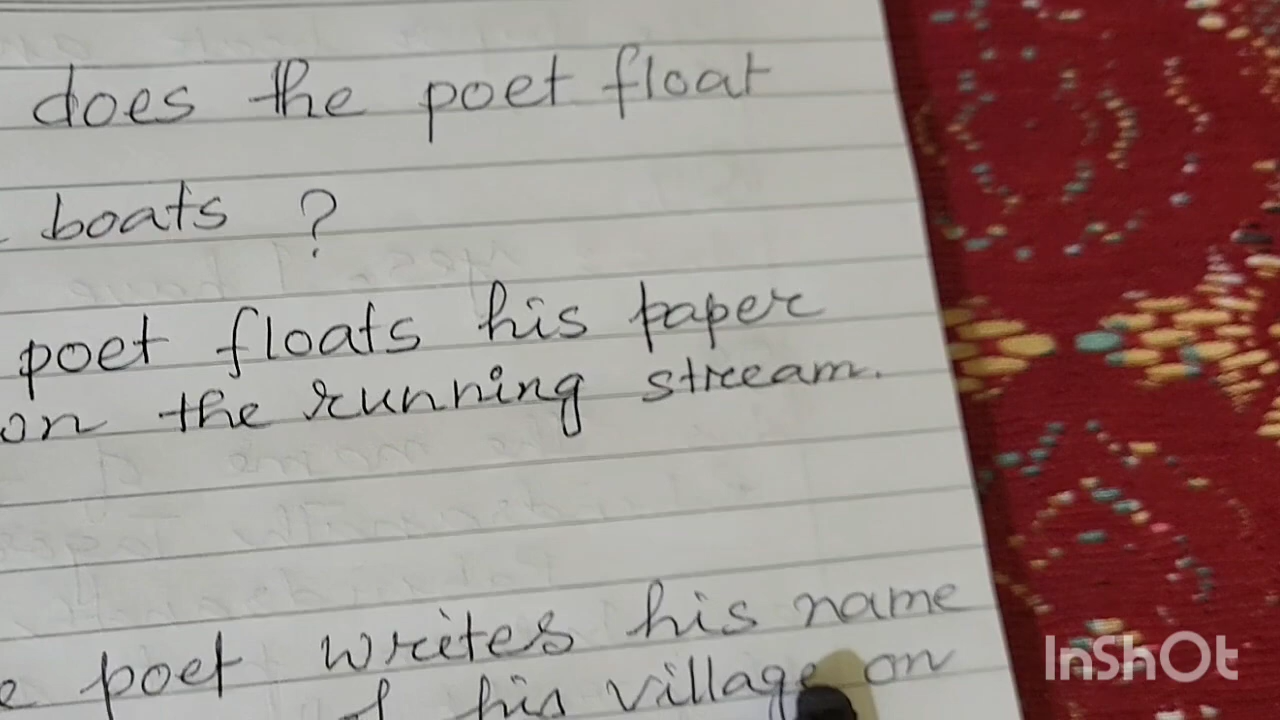 does the poet float
boats ?
poet floats his paper
on the running stream.
poet writes his name
his village on
InShOt